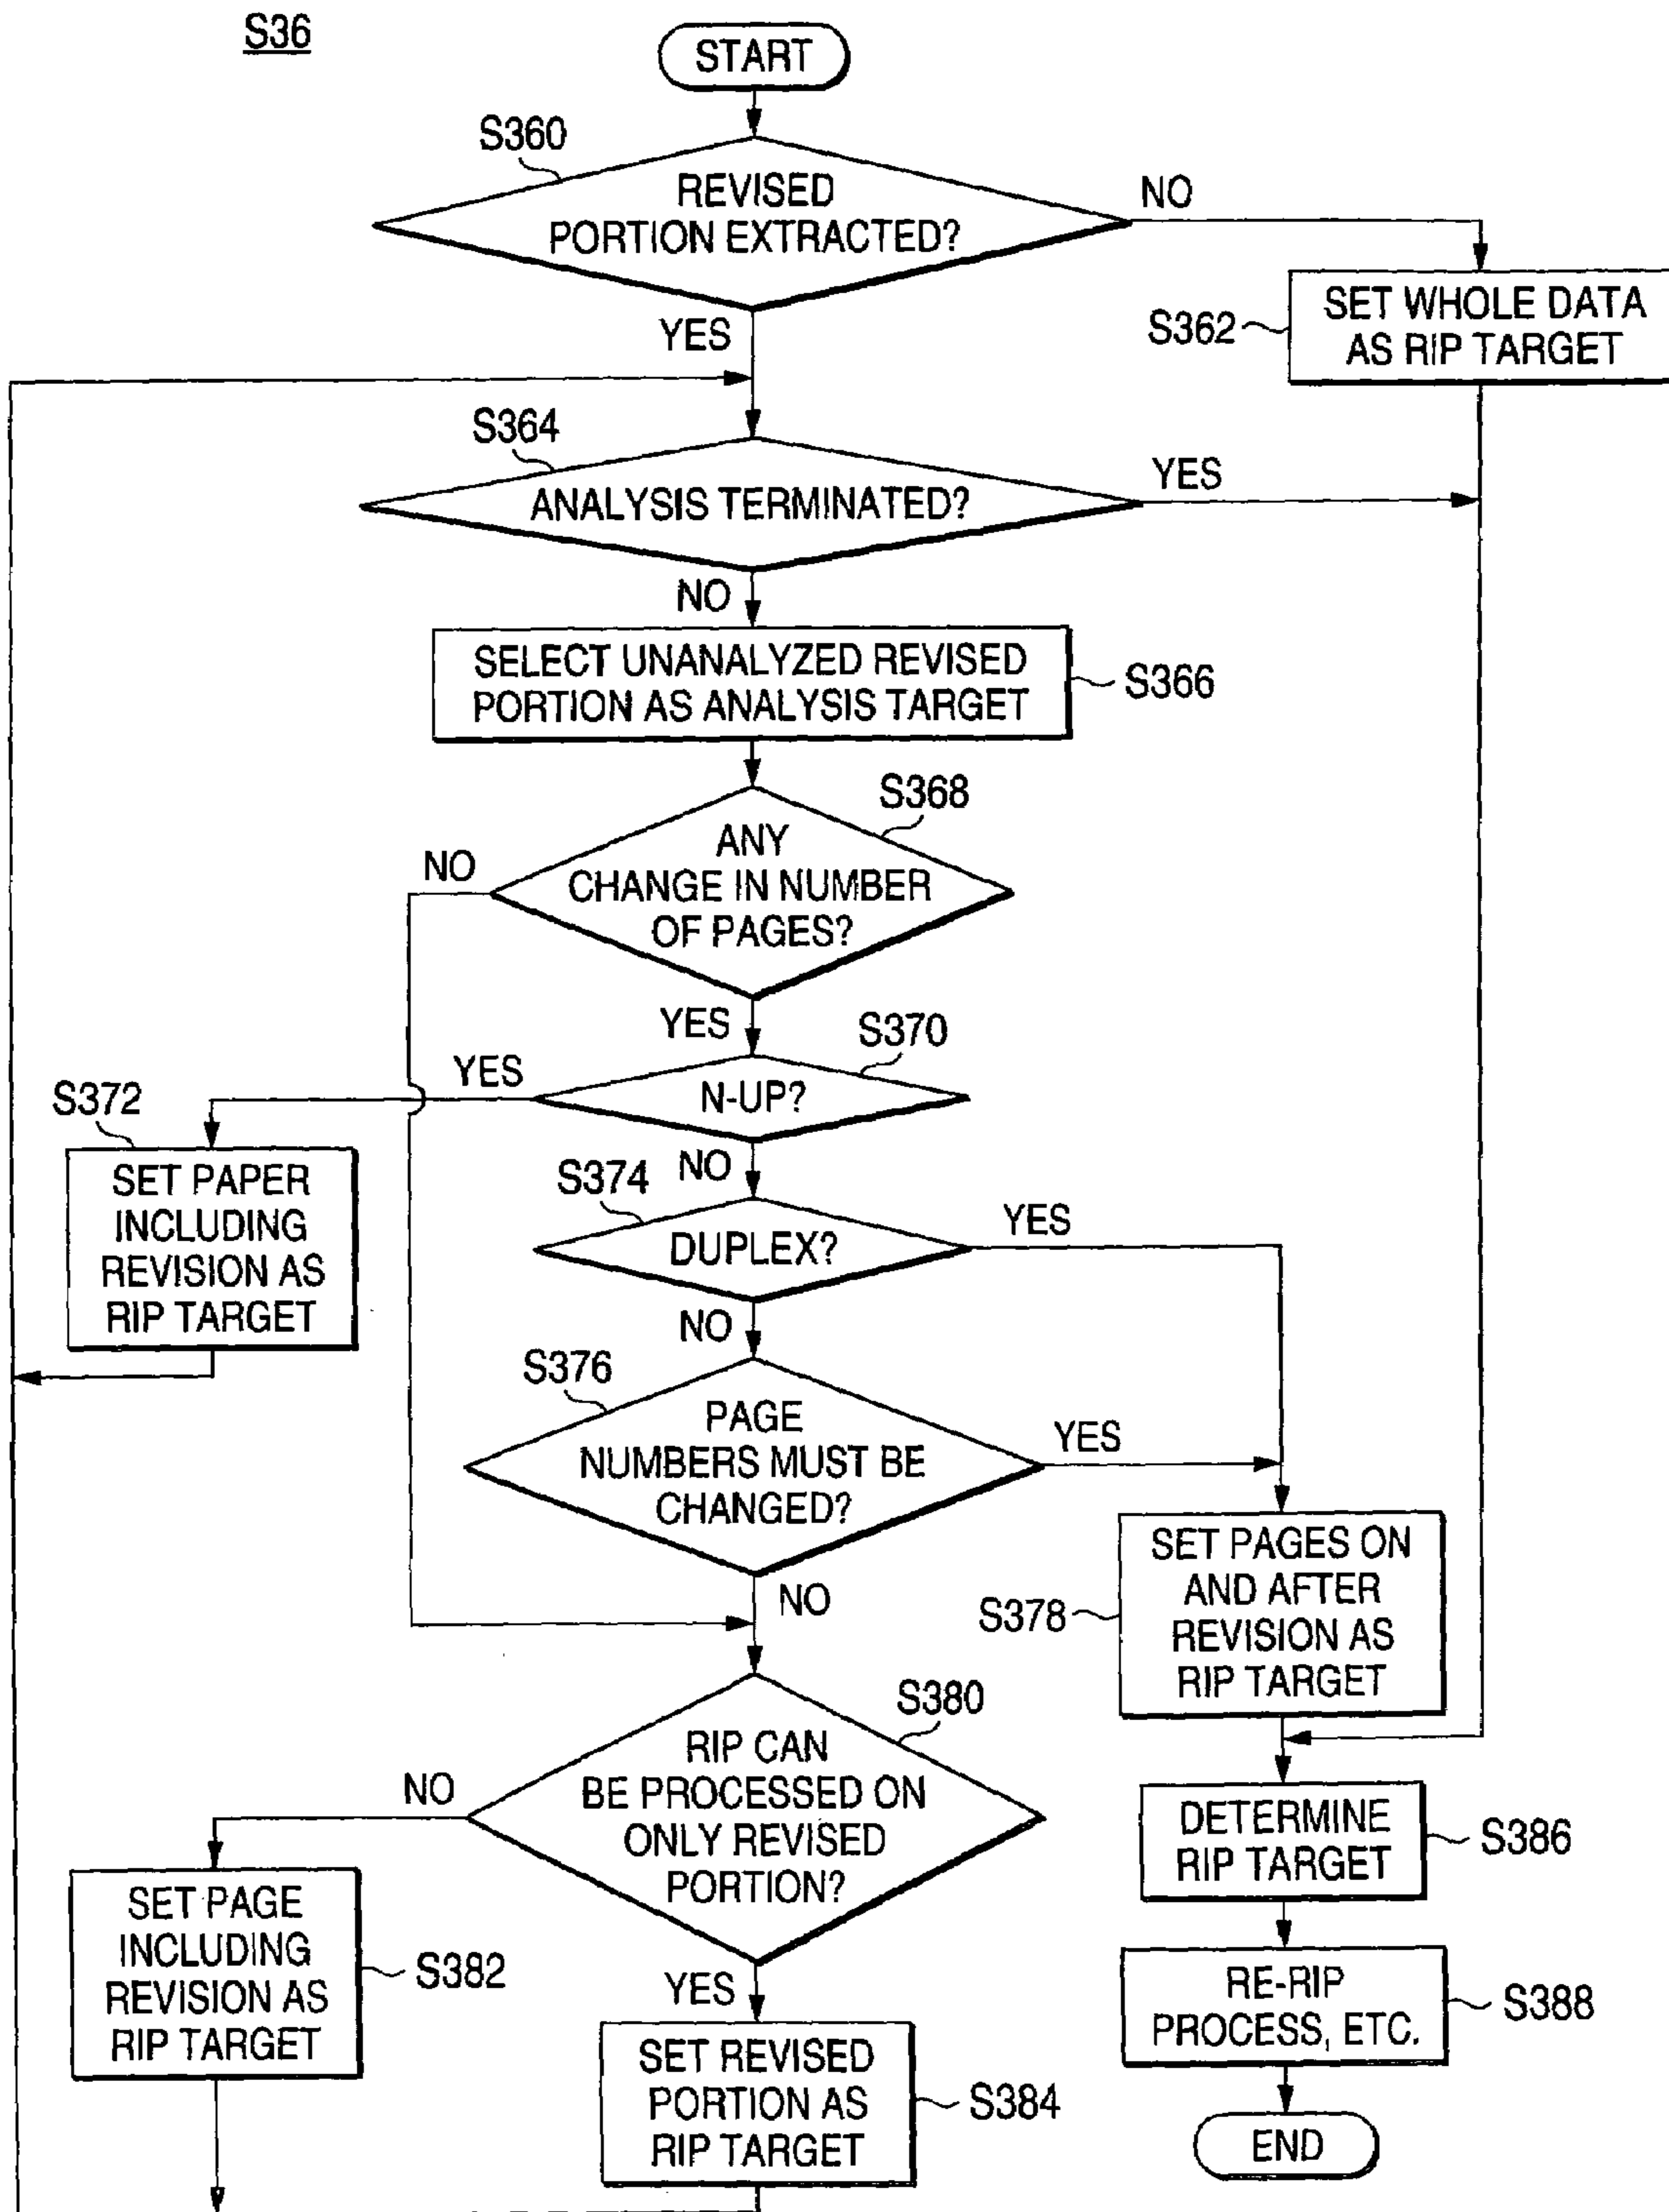 S36
START
S360
REVISED
PORTION EXTRACTED?
NO
YES
S362
SET WHOLE DATA
AS RIP TARGET
S364
ANALYSIS TERMINATED?
YES
NO
SELECT UNANALYZED REVISED
PORTION AS ANALYSIS TARGET
S366
S368
ANY
CHANGE IN NUMBER
OF PAGES?
NO
YES
S370
N-UP?
YES
S372
SET PAPER
INCLUDING
REVISION AS
RIP TARGET
NO
S374
DUPLEX?
YES
NO
S376
PAGE
NUMBERS MUST BE
CHANGED?
YES
NO
S378
SET PAGES ON
AND AFTER
REVISION AS
RIP TARGET
S380
RIP CAN
BE PROCESSED ON
ONLY REVISED
PORTION?
NO
YES
SET PAGE
INCLUDING
REVISION AS
RIP TARGET
S382
SET REVISED
PORTION AS
RIP TARGET
S384
DETERMINE
RIP TARGET
S386
RE-RIP
PROCESS, ETC.
S388
END